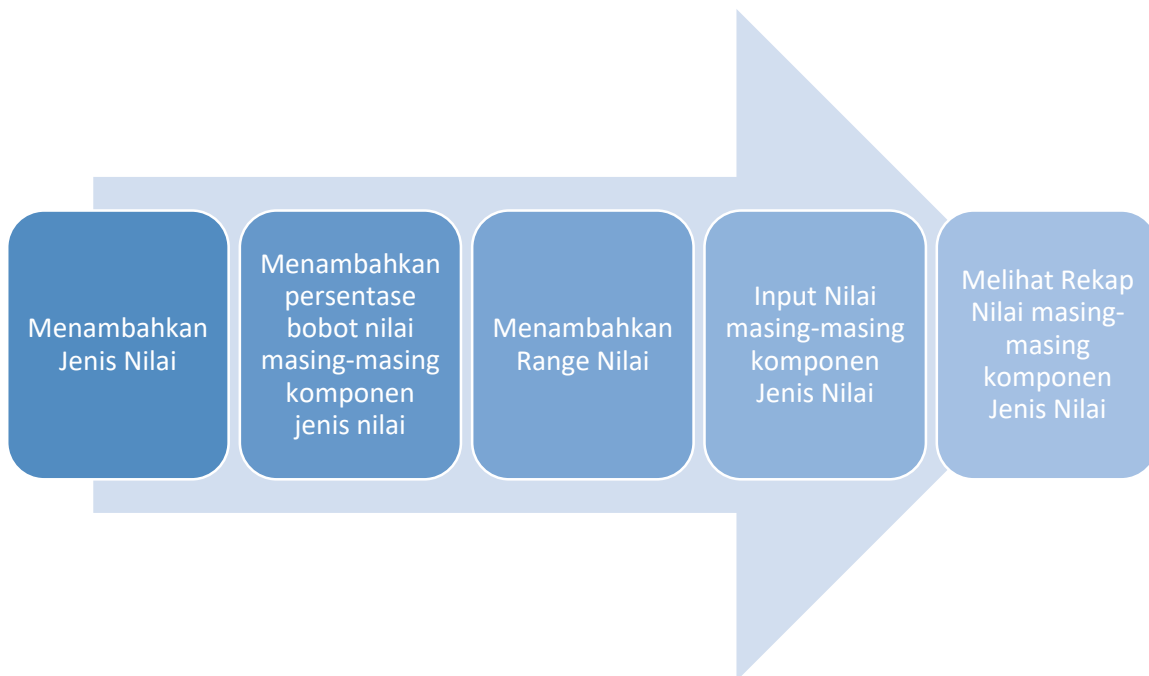 Menambahkan
Jenis Nilai
Menambahkan
persentase
bobot nilai
masing-masing
komponen
jenis nilai
Menambahkan
Range Nilai
Input Nilai
masing-masing
komponen
Jenis Nilai
Melihat Rekap
Nilai masing-
masing
komponen
Jenis Nilai